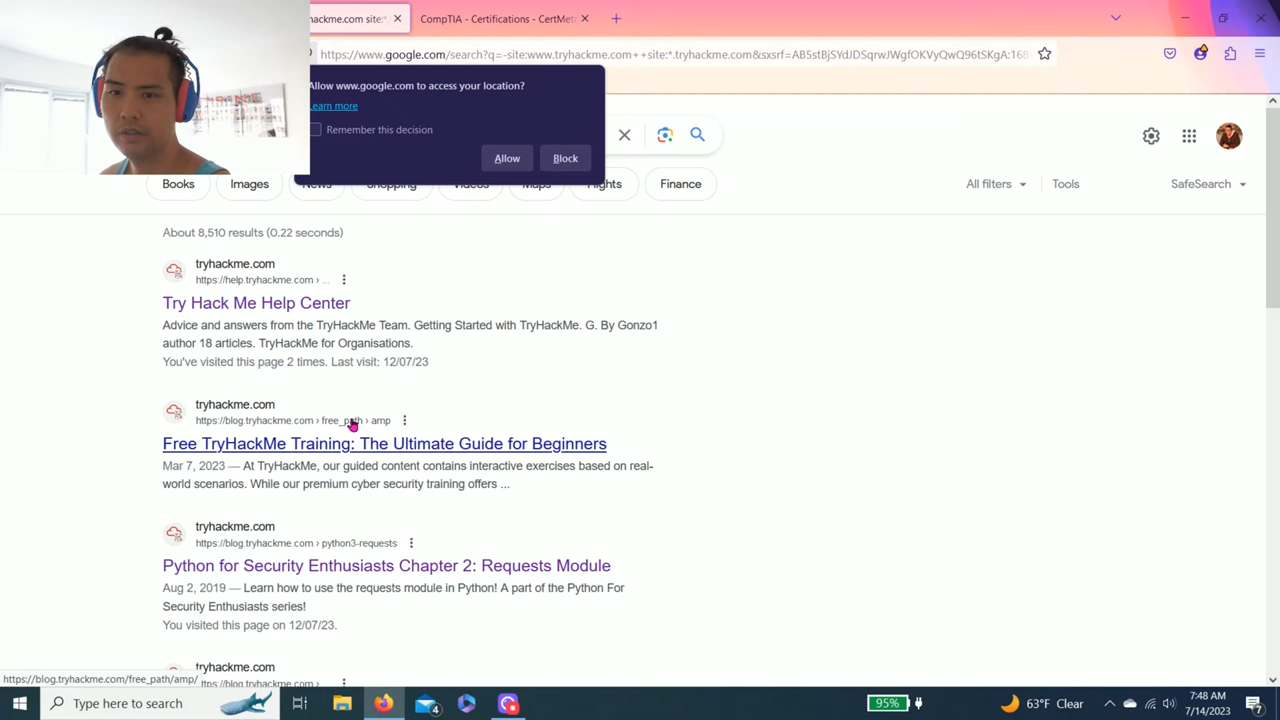 hackme.com site:*.
CompTIA - Certifications - CertMet
https://www.google.com/search?q=-site:www.tryhackme.com++site:*.tryhackme.com&sxsrf=AB5stBjSYdJDSqrwJWgfOKVyQwQ96tSKgA:168
Allow www.google.com to access your location?
Learn more
Remember this decision
Allow
Block
Books
Images
News
Shopping
Videos
Maps
Flights
Finance
All filters
Tools
SafeSearch
About 8,510 results (0.22 seconds)
tryhackme.com
https://help.tryhackme.com › ...
Try Hack Me Help Center
Advice and answers from the TryHackMe Team. Getting Started with TryHackMe. G. By Gonzo1
author 18 articles. TryHackMe for Organisations.
You've visited this page 2 times. Last visit: 12/07/23
tryhackme.com
https://blog.tryhackme.com › free_path › amp
Free TryHackMe Training: The Ultimate Guide for Beginners
Mar 7, 2023 — At TryHackMe, our guided content contains interactive exercises based on real-
world scenarios. While our premium cyber security training offers ...
tryhackme.com
https://blog.tryhackme.com › python3-requests
Python for Security Enthusiasts Chapter 2: Requests Module
Aug 2, 2019 — Learn how to use the requests module in Python! A part of the Python For
Security Enthusiasts series!
You visited this page on 12/07/23.
tryhackme.com
https://blog.tryhackme.com ›
https://blog.tryhackme.com/free_path/amp/
Type here to search
4
95%
63°F Clear
7:48 AM
7/14/2023
7